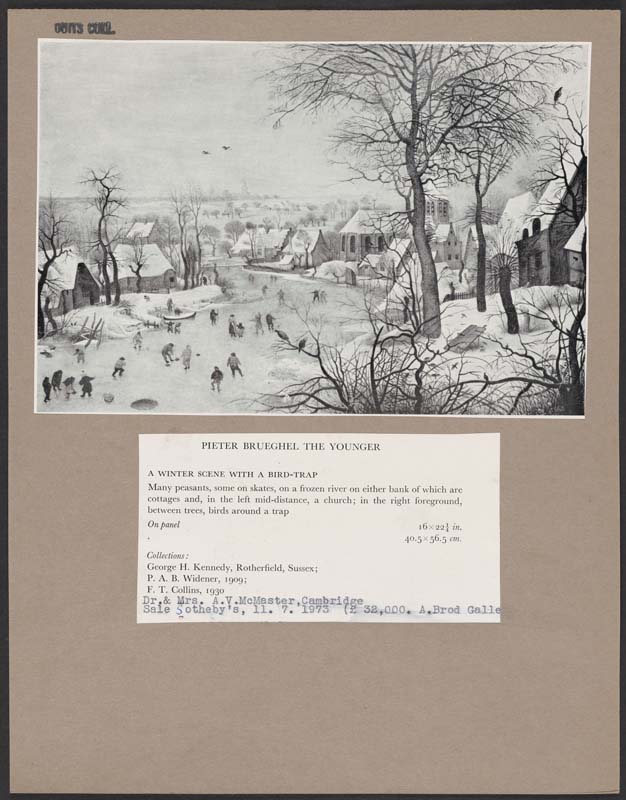 PIETER BRUEGHEL THE YOUNGER
A WINTER SCENE WITH A BIRD-TRAP
Many peasants, some on skates, on a frozen river on either bank of which are
cottages and, in the left mid-distance, a church; in the right foreground,
between trees, birds around a trap
On panel 16×22¼ in.
40.5×56.5 cm.
Collections:
George H. Kennedy, Rotherfield, Sussex;
P. A. B. Widener, 1909;
F. T. Collins, 1930
Dr.& Mrs. A.V.McMaster,Cambridge
Sale Sotheby's, 11. 7. 1973 (£ 32,000. A.Brod Galle